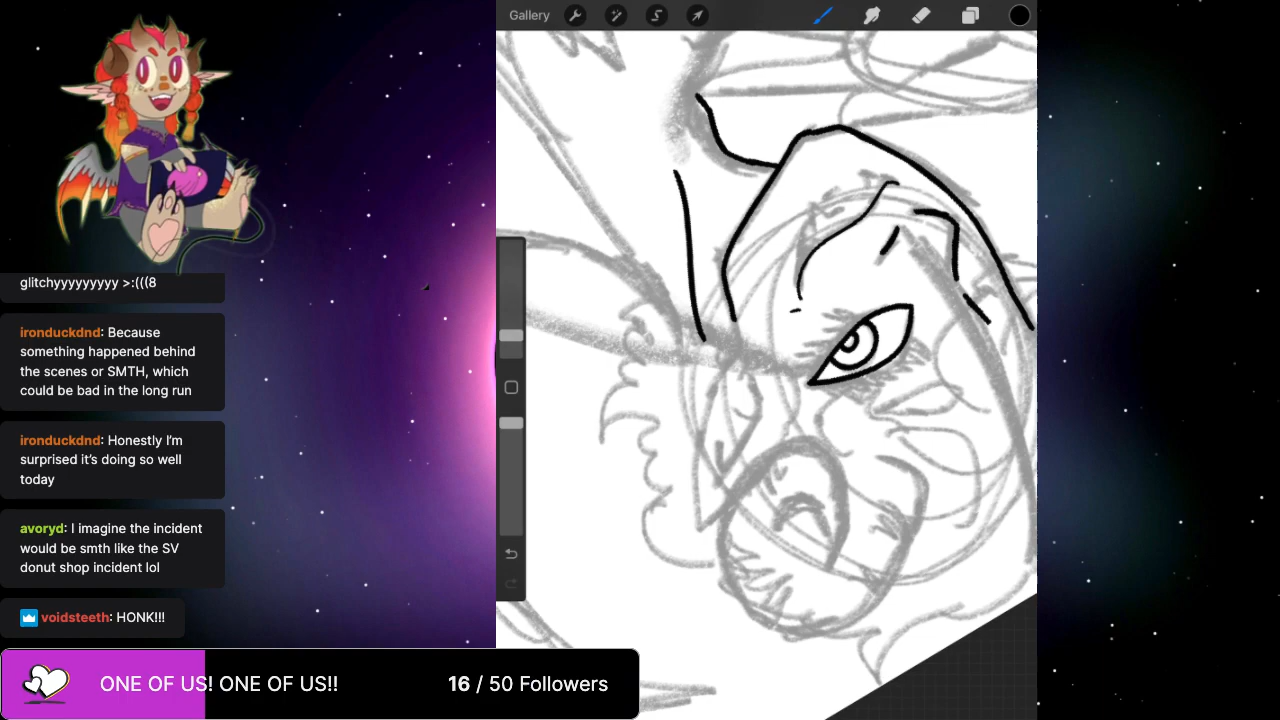 Gallery
glitchyyyyyyyyy >:(((8
ironduckdnd: Because
something happened behind
the scenes or SMTH, which
could be bad in the long run
ironduckdnd: Honestly I'm
surprised it's doing so well
today
avoryd: I imagine the incident
would be smth like the SV
donut shop incident lol
voidsteeth: HONK!!!
ONE OF US! ONE OF US!! 16 / 50 Followers